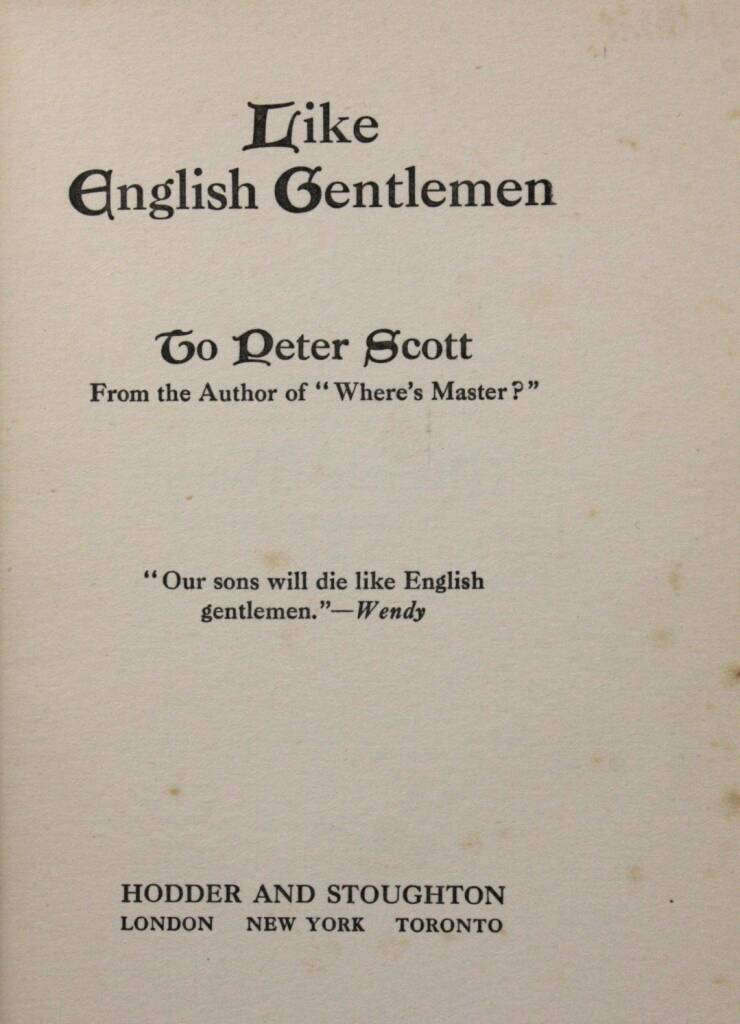 Like
English Gentlemen
To Peter Scott
From the Author of "Where's Master?"
"Our sons will die like English
gentlemen."—Wendy
HODDER AND STOUGHTON
LONDON NEW YORK TORONTO